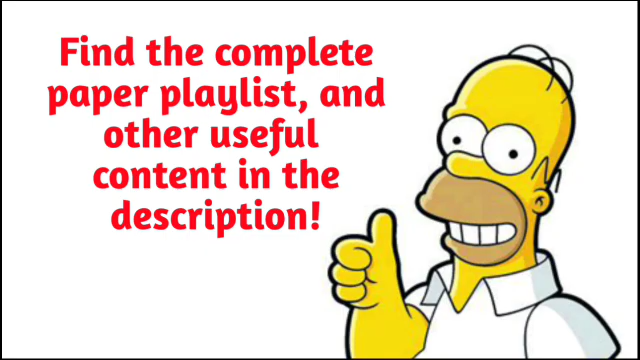 Find the complete
paper playlist, and
other useful
content in the
description!